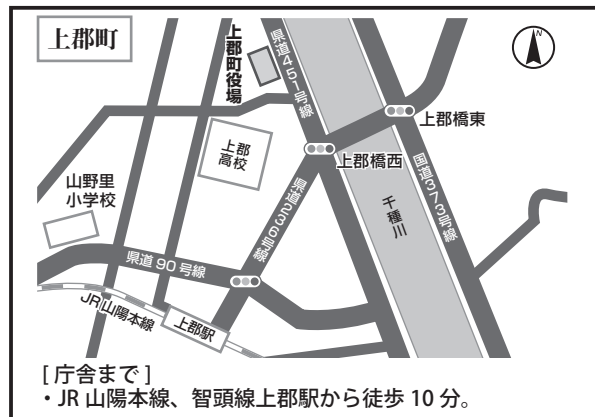 上郡町
N
上郡町役場
県道451号線
上郡橋東
上郡橋西
上郡
高校
山野里
小学校
県道236号線
千種川
国道373号線
県道90号線
JR山陽本線
上郡駅
[庁舎まで]
・JR山陽本線、智頭線上郡駅から徒歩10分。